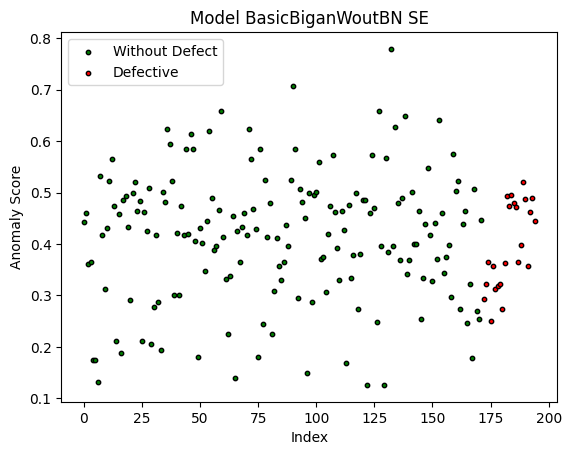 Model BasicBiganWoutBN SE
Without Defect
Defective
Anomaly Score
0.8
0.7
0.6
0.5
0.4
0.3
0.2
0.1
0 25 50 75 100 125 150 175 200
Index